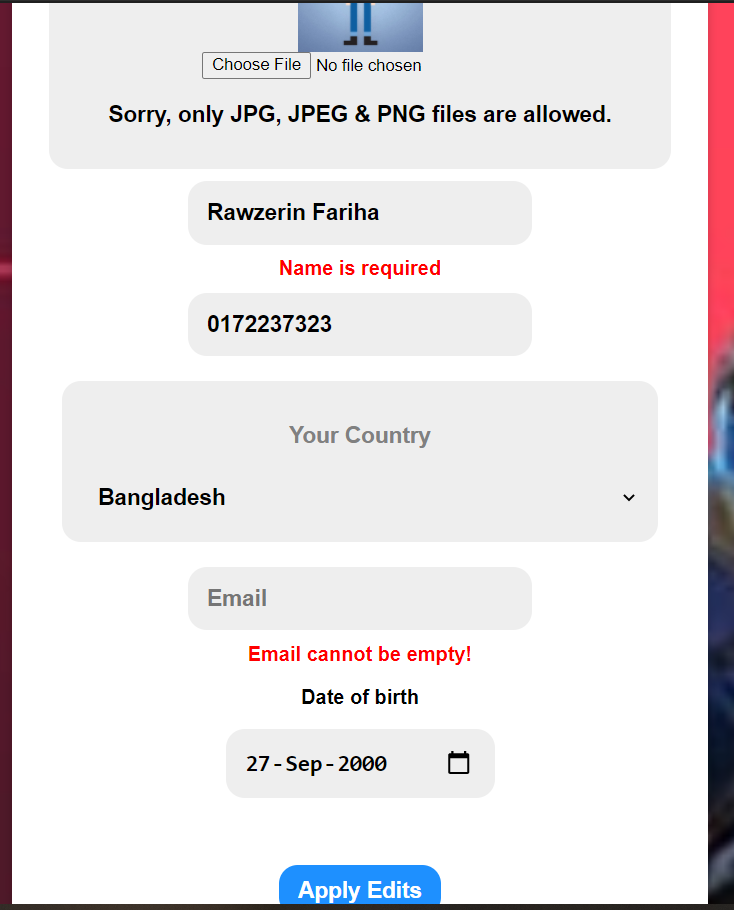 Choose File No file chosen
Sorry, only JPG, JPEG & PNG files are allowed.
Rawzerin Fariha
Name is required
0172237323
Your Country
Bangladesh
Email
Email cannot be empty!
Date of birth
27-Sep-2000
Apply Edits